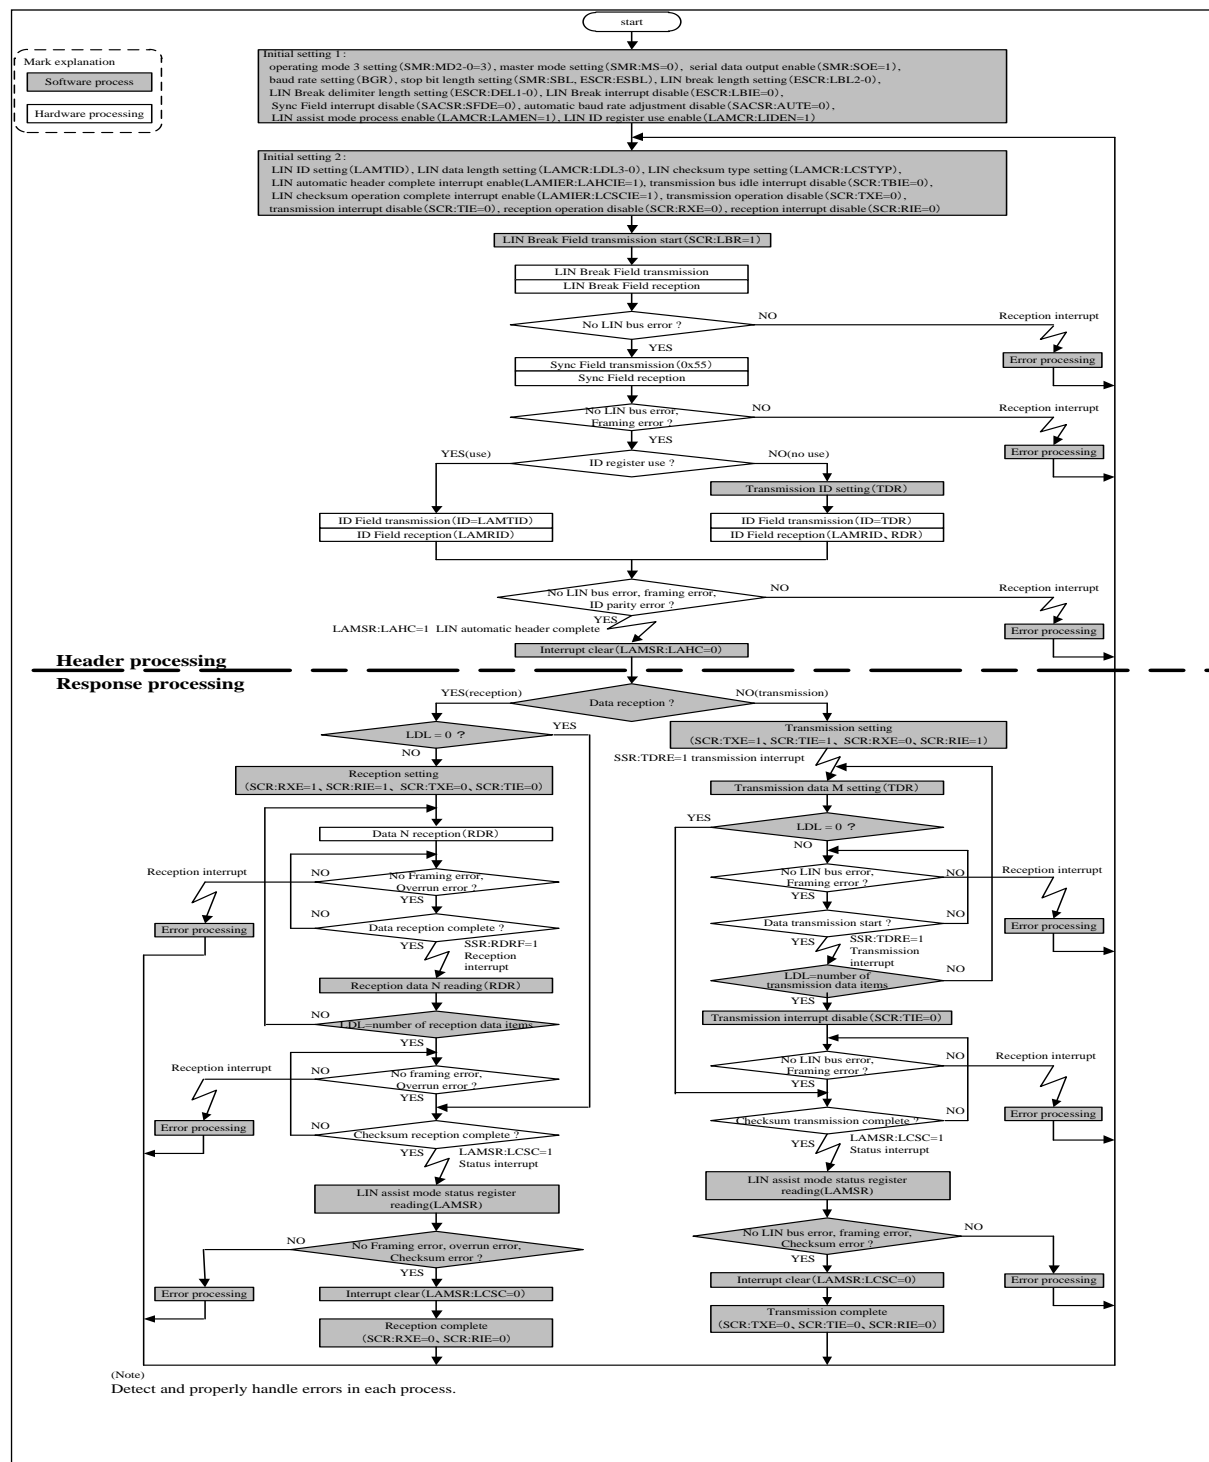 start
Mark explanation
Software process
Hardware processing
Initial setting 1:
operating mode 3 setting(SMR:MD2-0=3), master mode setting(SMR:MS=0), serial data output enable(SMR:SOE=1),
baud rate setting(BGR), stop bit length setting(SMR:SBL, ESCR:ESBL), LIN break length setting(ESCR:LBL2-0)
LIN Break delimiter length setting(ESCR:DEL1-0), LIN Break interrupt disable(ESCR:LBIE=0),
Sync Field interrupt disable(SACSR:SFDE=0), automatic baud rate adjustment disable(SACSR:AUTE=0)
LIN assist mode process enable(LAMCR:LAMEN=1), LIN ID register use enable(LAMCR:LIDEN=1)
Initial setting 2:
LIN ID setting(LAMTID), LIN data length setting(LAMCR:LDL3-0), LIN checksum type setting(LAMCR:LCSTYP),
LIN automatic header complete interrupt enable(LAMIER:LAHCIE=1), transmission bus idle interrupt disable(SCR:TBIE=0),
LIN checksum operation complete interrupt enable(LAMIER:LCSCIE=1), transmission operation disable(SCR:TXE=0),
transmission interrupt disable(SCR:TIE=0), reception operation disable(SCR:RXE=0), reception interrupt disable(SCR:RIE=0)
LIN Break Field transmission start(SCR:LBR=1)
LIN Break Field transmission
LIN Break Field reception
No LIN bus error ?
NO
Reception interrupt
YES
Error processing
Sync Field transmission(0x55)
Sync Field reception
No LIN bus error,
Framing error ?
NO
Reception interrupt
YES
Error processing
YES(use)
ID register use ?
NO(no use)
Transmission ID setting(TDR)
ID Field transmission(ID=LAMTID)
ID Field reception(LAMRID)
ID Field transmission(ID=TDR)
ID Field reception(LAMRID、RDR)
No LIN bus error, framing error,
ID parity error ?
NO
Reception interrupt
YES
LAMSR:LAHC=1 LIN automatic header complete
Error processing
Interrupt clear(LAMSR:LAHC=0)
Header processing
Response processing
YES(reception)
Data reception ?
NO(transmission)
LDL = 0 ?
YES
NO
Reception setting
(SCR:RXE=1、SCR:RIE=1、 SCR:TXE=0、SCR:TIE=0)
Data N reception(RDR)
Reception interrupt
NO
No Framing error,
Overrun error ?
YES
Error processing
NO
Data reception complete ?
YES
SSR:RDRF=1
Reception
interrupt
Reception data N reading(RDR)
NO
LDL=number of reception data items
YES
Reception interrupt
NO
No framing error,
Overrun error ?
YES
Error processing
NO
Checksum reception complete ?
YES
LAMSR:LCSC=1
Status interrupt
LIN assist mode status register
reading(LAMSR)
NO
No Framing error, overrun error,
Checksum error ?
YES
Error processing
Interrupt clear(LAMSR:LCSC=0)
Reception complete
(SCR:RXE=0、SCR:RIE=0)
Transmission setting
(SCR:TXE=1、SCR:TIE=1、 SCR:RXE=0、SCR:RIE=1)
SSR:TDRE=1 transmission interrupt
Transmission data M setting(TDR)
YES
LDL = 0 ?
NO
No LIN bus error,
Framing error ?
NO
Reception interrupt
YES
Error processing
Data transmission start ?
NO
YES
SSR:TDRE=1
Transmission
interrupt
LDL=number of
transmission data items
NO
YES
Transmission interrupt disable(SCR:TIE=0)
No LIN bus error,
Framing error ?
NO
Reception interrupt
YES
Error processing
Checksum transmission complete ?
NO
YES
LAMSR:LCSC=1
Status interrupt
LIN assist mode status register
reading(LAMSR)
No LIN bus error, framing error,
Checksum error ?
NO
YES
Error processing
Interrupt clear(LAMSR:LCSC=0)
Transmission complete
(SCR:TXE=0、SCR:TIE=0、SCR:RIE=0)
(Note)
Detect and properly handle errors in each process.